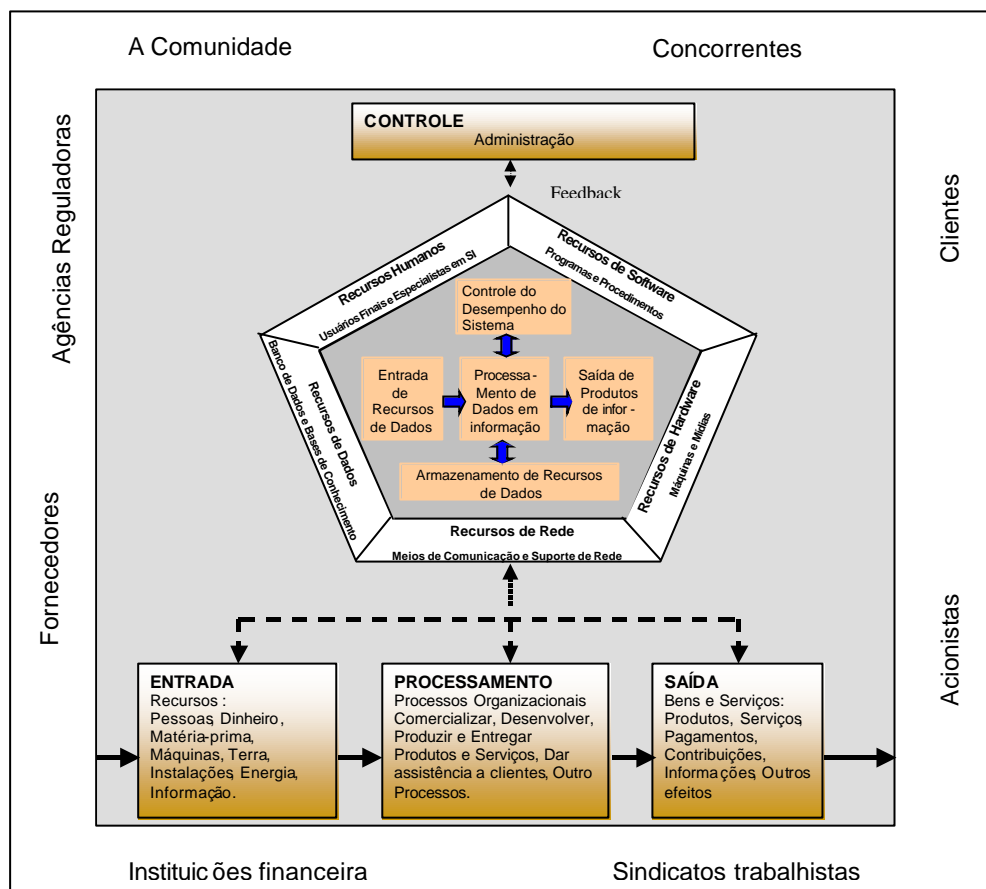 A Comunidade
Concorrentes
Agências Reguladoras
Fornecedores
Clientes
Acionistas
CONTROLE
Administração
Feedback
Recursos Humanos
Usuários Finais e Especialistas em SI
Recursos de Software
Programas e Procedimentos
Recursos de Dados
Banco de Dados e Bases de Conhecimento
Recursos de Hardware
Máquinas e Mídias
Controle do
Desempenho do
Sistema
Entrada
de
Recursos
de Dados
Processa-
Mento de
Dados em
informação
Saída de
Produtos
de infor-
mação
Armazenamento de Recursos
de Dados
Recursos de Rede
Meios de Comunicação e Suporte de Rede
ENTRADA
Recursos :
Pessoas, Dinheiro,
Matéria-prima,
Máquinas, Terra,
Instalações, Energia,
Informação.
PROCESSAMENTO
Processos Organizacionais
Comercializar, Desenvolver,
Produzir e Entregar
Produtos e Serviços, Dar
assistência a clientes, Outro
Processos.
SAÍDA
Bens e Serviços:
Produtos, Serviços,
Pagamentos,
Contribuições,
Informações, Outros
efeitos
Instituições financeira
Sindicatos trabalhistas